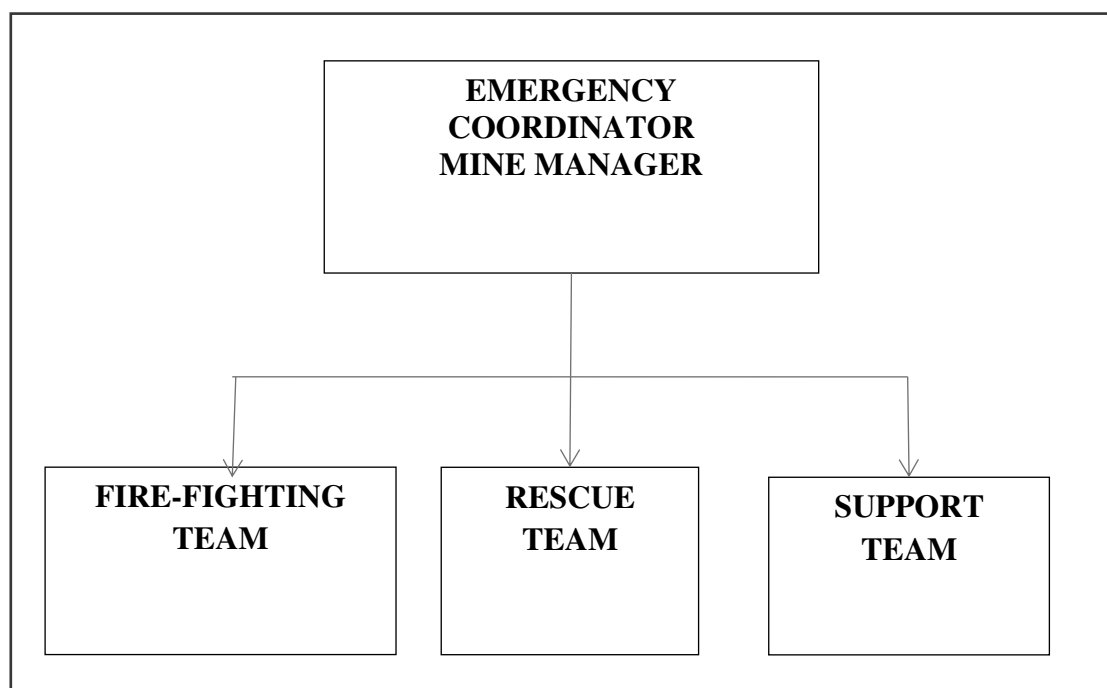 EMERGENCY
COORDINATOR
MINE MANAGER
FIRE-FIGHTING
TEAM
RESCUE
TEAM
SUPPORT
TEAM